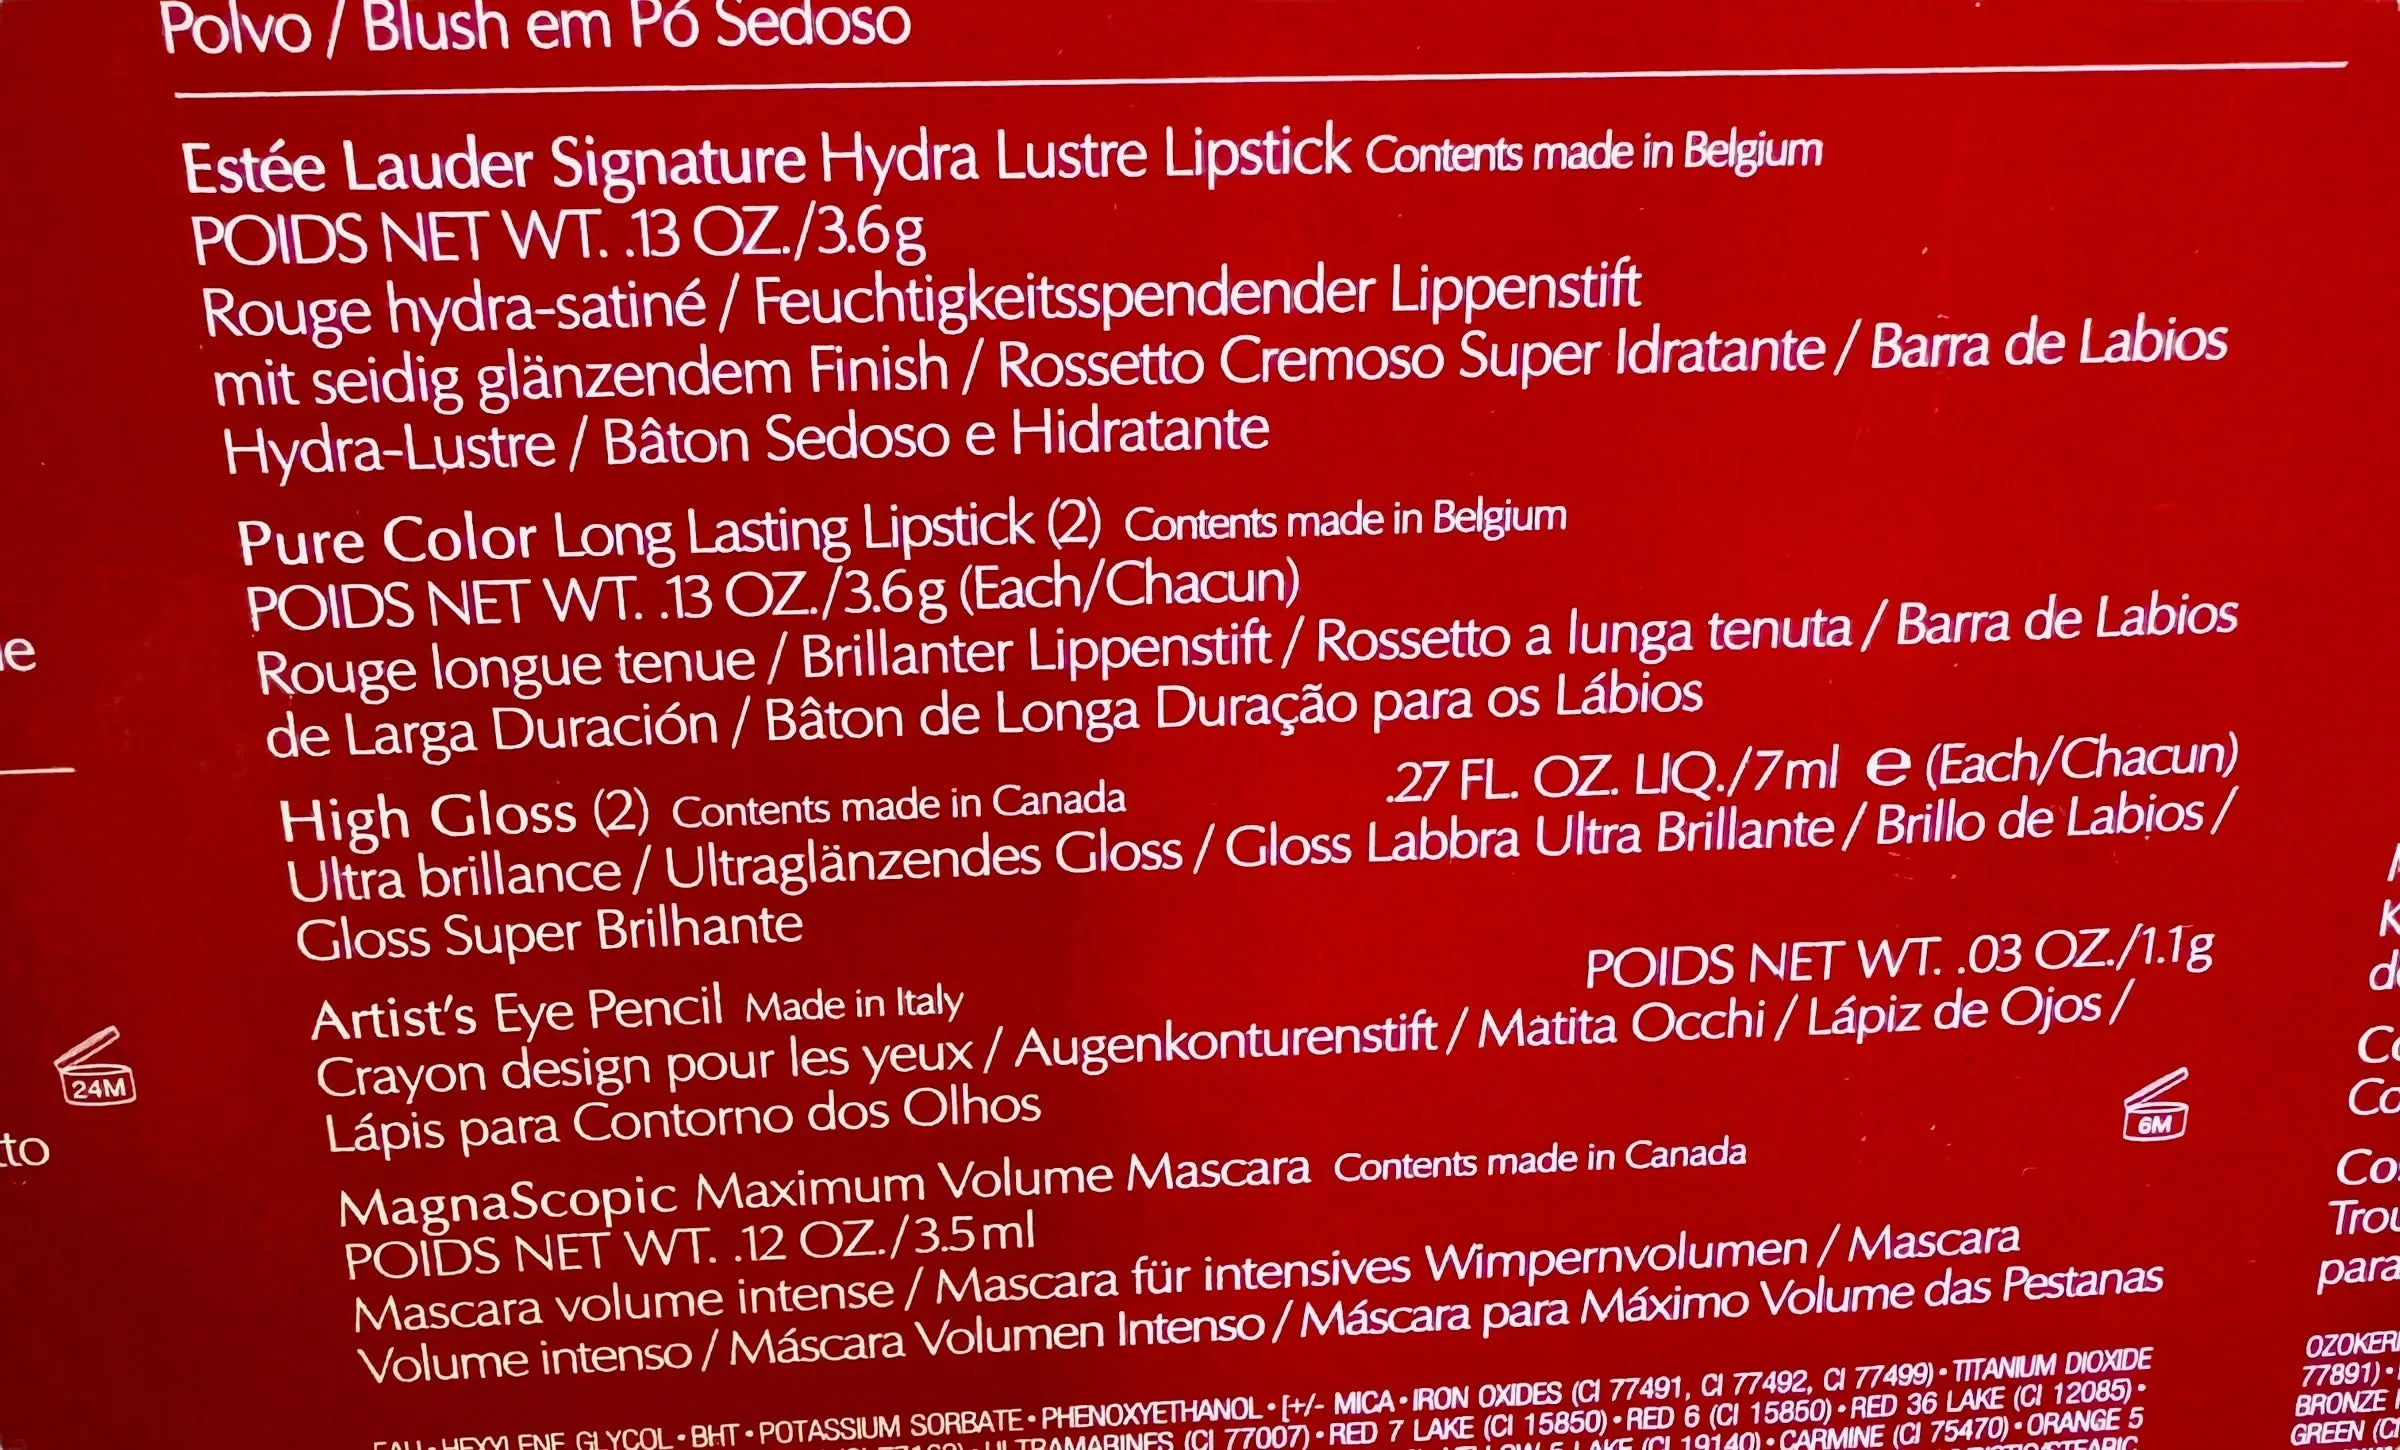 Polvo / Blush em Pó Sedoso
Estée Lauder Signature Hydra Lustre Lipstick Contents made in Belgium
POIDS NET WT. .13 OZ./3.6g
Rouge hydra-satiné / Feuchtigkeitsspendender Lippenstift
mit seidig glänzendem Finish / Rossetto Cremoso Super Idratante / Barra de Labios
Hydra-Lustre / Bâton Sedoso e Hidratante
Pure Color Long Lasting Lipstick (2) Contents made in Belgium
POIDS NET WT. .13 OZ./3.6g (Each/Chacun)
Rouge longue tenue / Brillanter Lippenstift / Rossetto a lunga tenuta / Barra de Labios
de Larga Duración / Bâton de Longa Duração para os Lábios
High Gloss (2) Contents made in Canada .27 FL. OZ. LIQ./7ml e (Each/Chacun)
Ultra brillance / Ultraglänzendes Gloss / Gloss Labbra Ultra Brillante / Brillo de Labios /
Gloss Super Brilhante
Artist's Eye Pencil Made in Italy POIDS NET WT. .03 OZ./1.1g
Crayon design pour les yeux / Augenkonturenstift / Matita Occhi / Lápiz de Ojos /
Lápis para Contorno dos Olhos
24M
6M
MagnaScopic Maximum Volume Mascara Contents made in Canada
POIDS NET WT. .12 OZ./3.5ml
Mascara volume intense / Mascara für intensives Wimpernvolumen / Mascara
Volume intenso / Máscara Volumen Intenso / Máscara para Máximo Volume das Pestanas
HEXYLENE GLYCOL • BHT • POTASSIUM SORBATE • PHENOXYETHANOL • [+/- MICA • IRON OXIDES (CI 77491, CI 77492, CI 77499) • TITANIUM DIOXIDE
ULTRAMARINES (CI 77007) • RED 7 LAKE (CI 15850) • RED 6 (CI 15850) • RED 36 LAKE (CI 12085) •
LAKE (CI 19140) • CARMINE (CI 75470) • ORANGE 5
to
para
77891) •
BRONZE
GREEN (CI